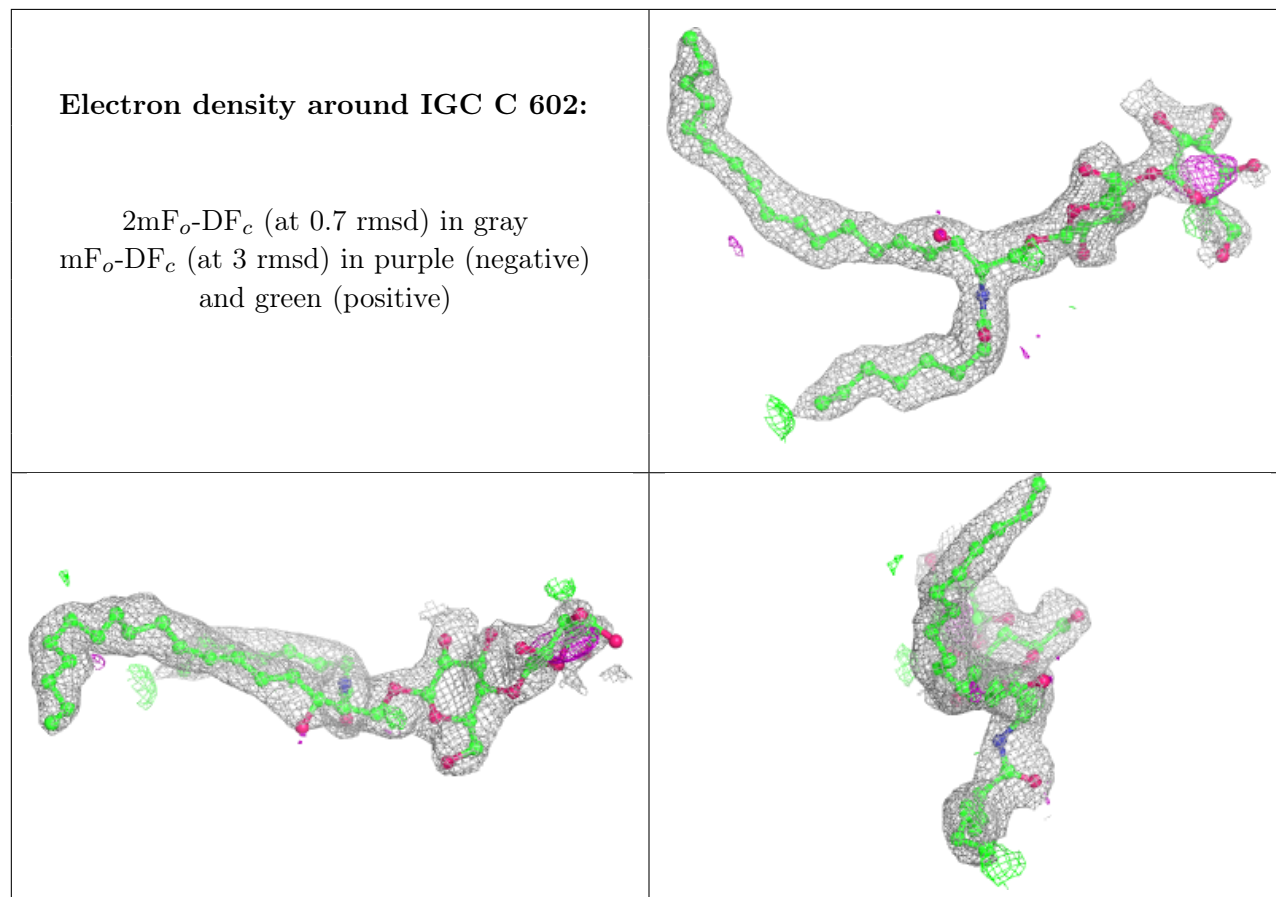 Electron density around IGC C 602:
2mFo-DFc (at 0.7 rmsd) in gray
mFo-DFc (at 3 rmsd) in purple (negative)
and green (positive)